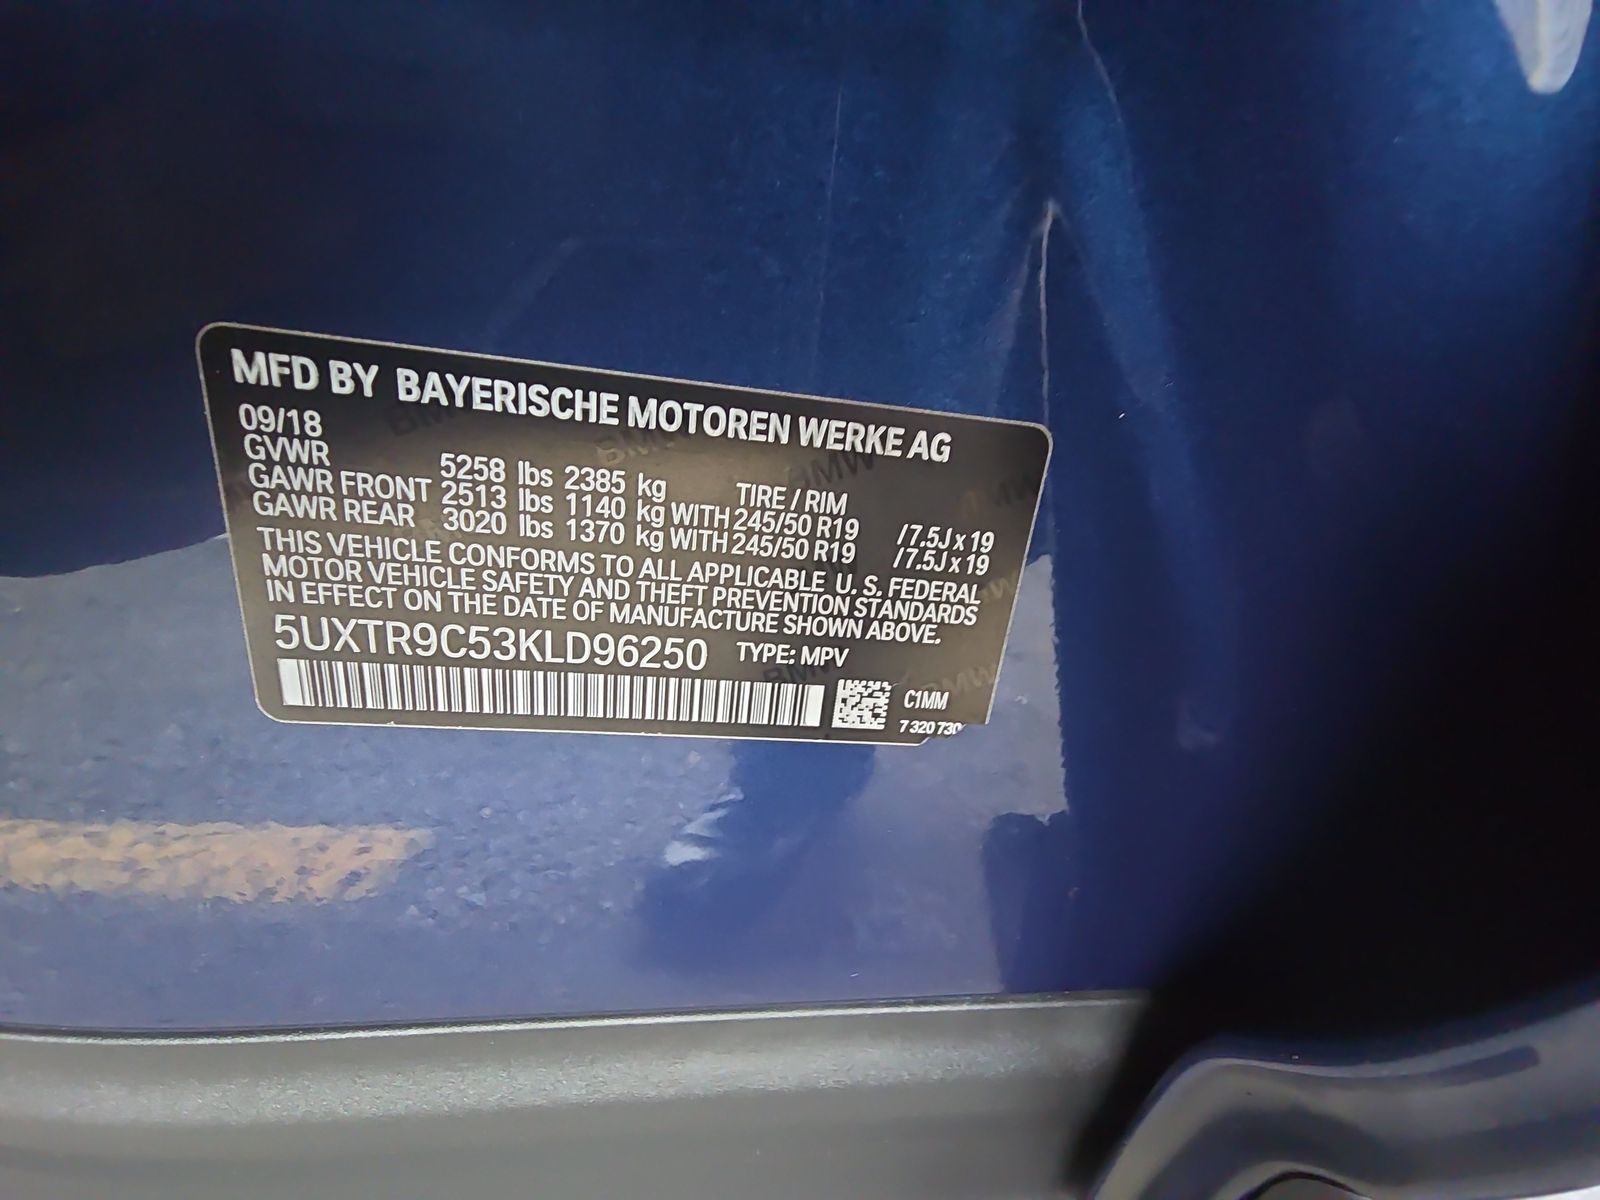 MFD BY BAYERISCHE MOTOREN WERKE AG
09/18
GVWR 5258 lbs 2385 kg TIRE / RIM
GAWR FRONT 2513 lbs 1140 kg WITH 245/50 R19 /7.5J x 19
GAWR REAR 3020 lbs 1370 kg WITH 245/50 R19 /7.5J x 19
THIS VEHICLE CONFORMS TO ALL APPLICABLE U. S. FEDERAL
MOTOR VEHICLE SAFETY AND THEFT PREVENTION STANDARDS
IN EFFECT ON THE DATE OF MANUFACTURE SHOWN ABOVE.
5UXTR9C53KLD96250 TYPE: MPV
C1MM
7 320 730